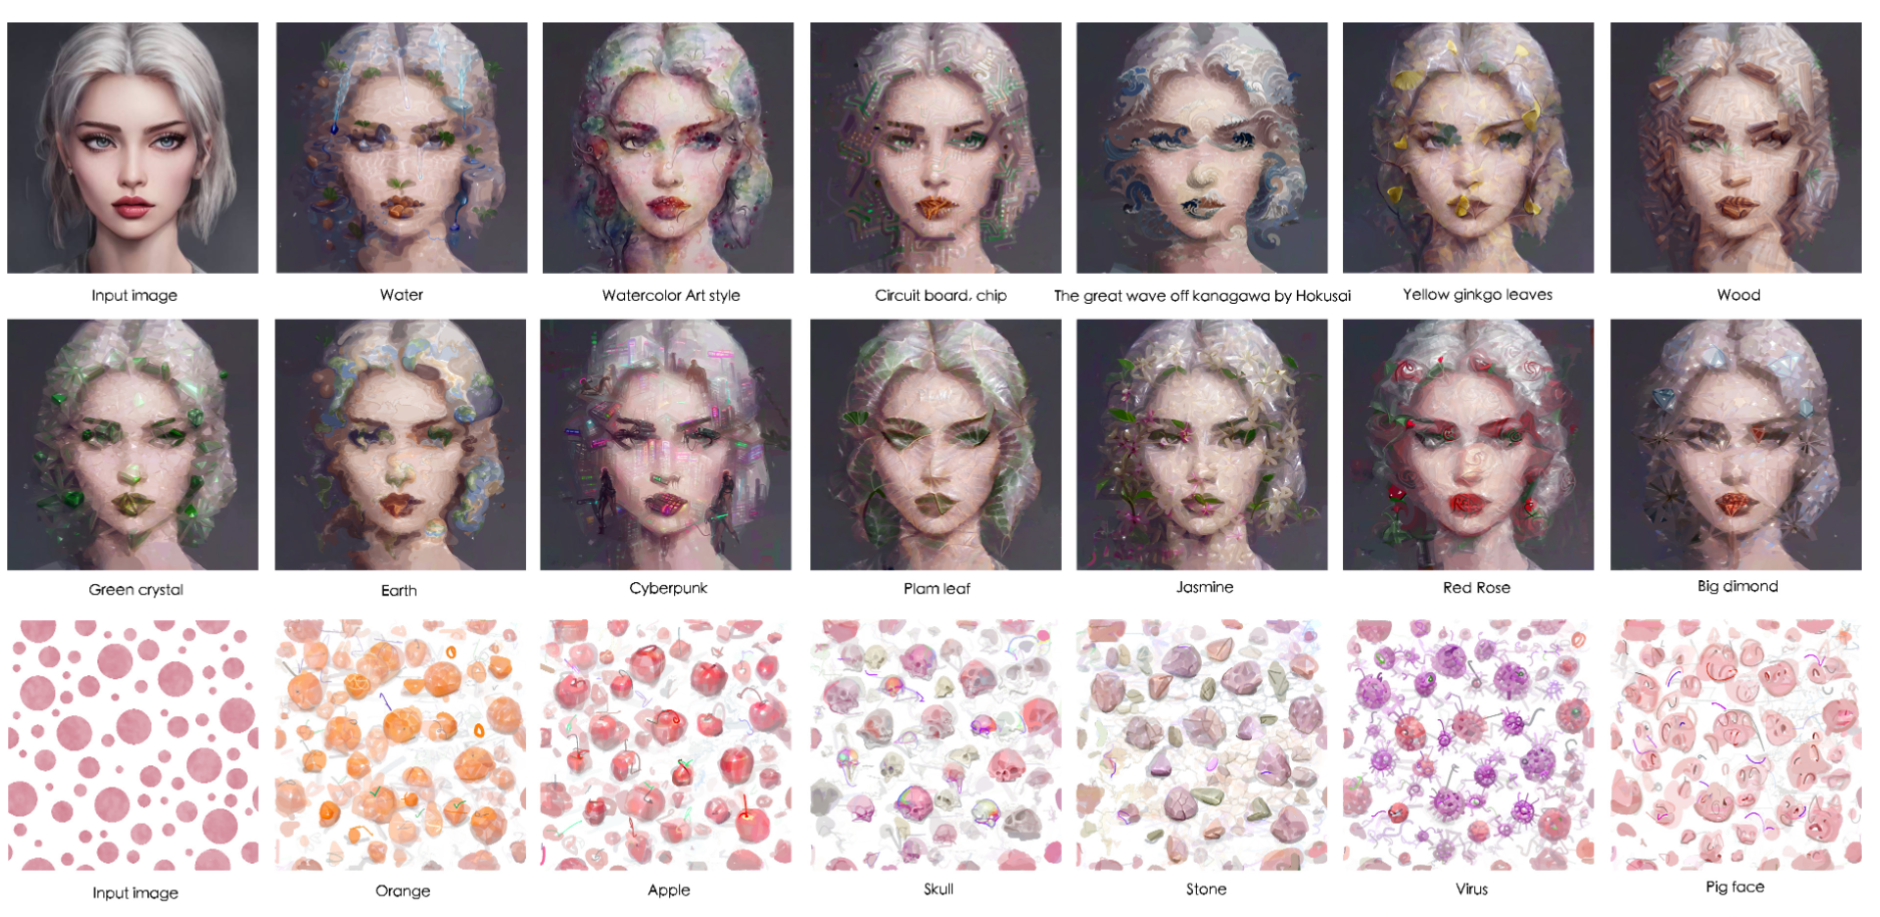 Input image
Water
Watercolor Art style
Circuit board, chip
The great wave off kanagawa by Hokusai
Yellow ginkgo leaves
Wood
Green crystal
Earth
Cyberpunk
Plam leaf
Jasmine
Red Rose
Big dimond
Input image
Orange
Apple
Skull
Stone
Virus
Pig face